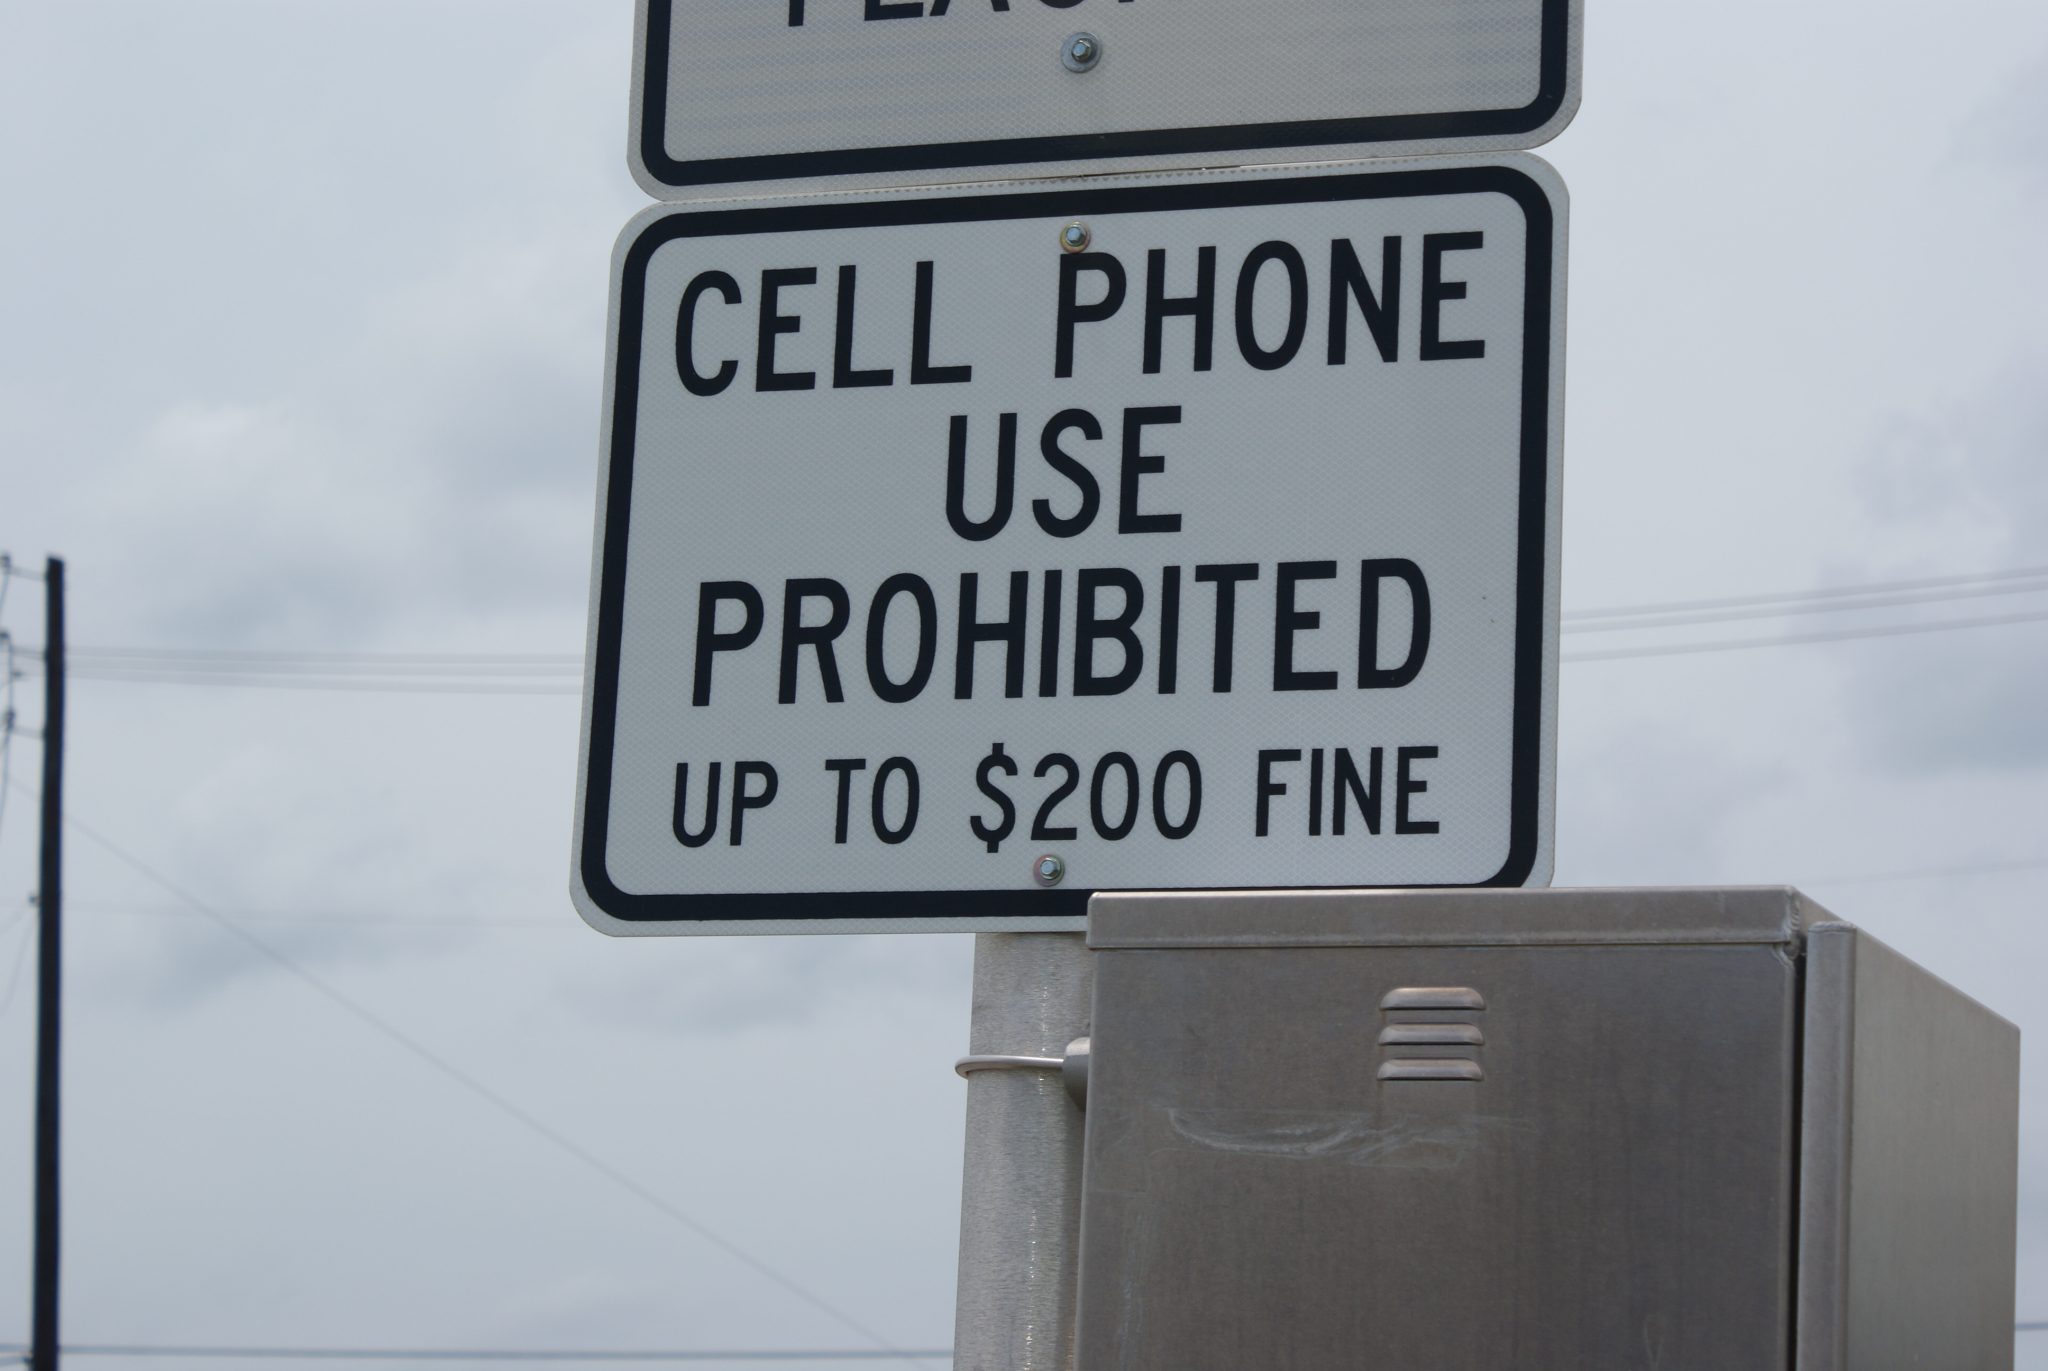 CELL PHONE
USE
PROHIBITED
UP TO $200 FINE